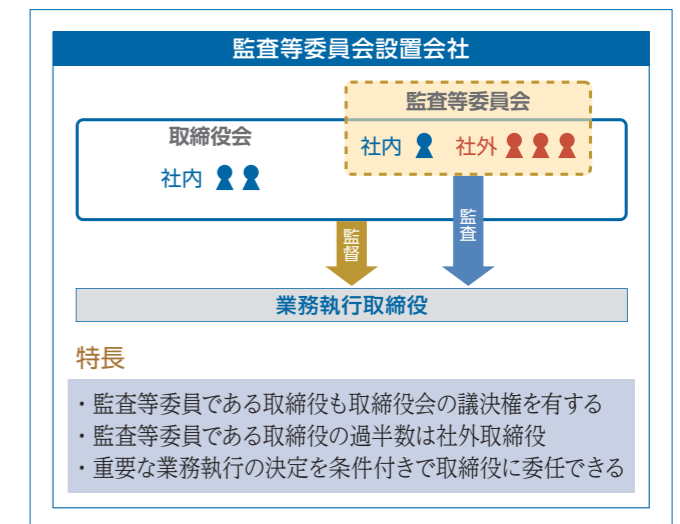 監査等委員会設置会社
監査等委員会
取締役会
社内 社外
社内
監督
監査
業務執行取締役
特長
・監査等委員である取締役も取締役会の議決権を有する
・監査等委員である取締役の過半数は社外取締役
・重要な業務執行の決定を条件付きで取締役に委任できる